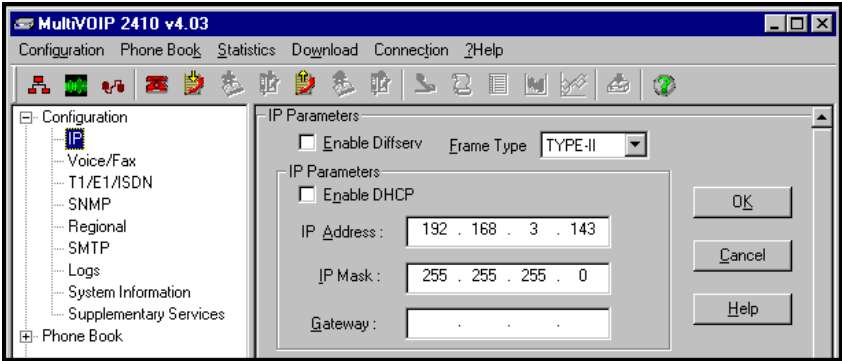 MultiVOIP 2410 v4.03
Configuration Phone Book Statistics Download Connection ?Help
Configuration
IP
Voice/Fax
T1/E1/ISDN
SNMP
Regional
SMTP
Logs
System Information
Supplementary Services
Phone Book
IP Parameters
Enable Diffserv Frame Type TYPE-II
IP Parameters
Enable DHCP
IP Address : 192 . 168 . 3 . 143
IP Mask : 255 . 255 . 255 . 0
Gateway : . . .
OK
Cancel
Help